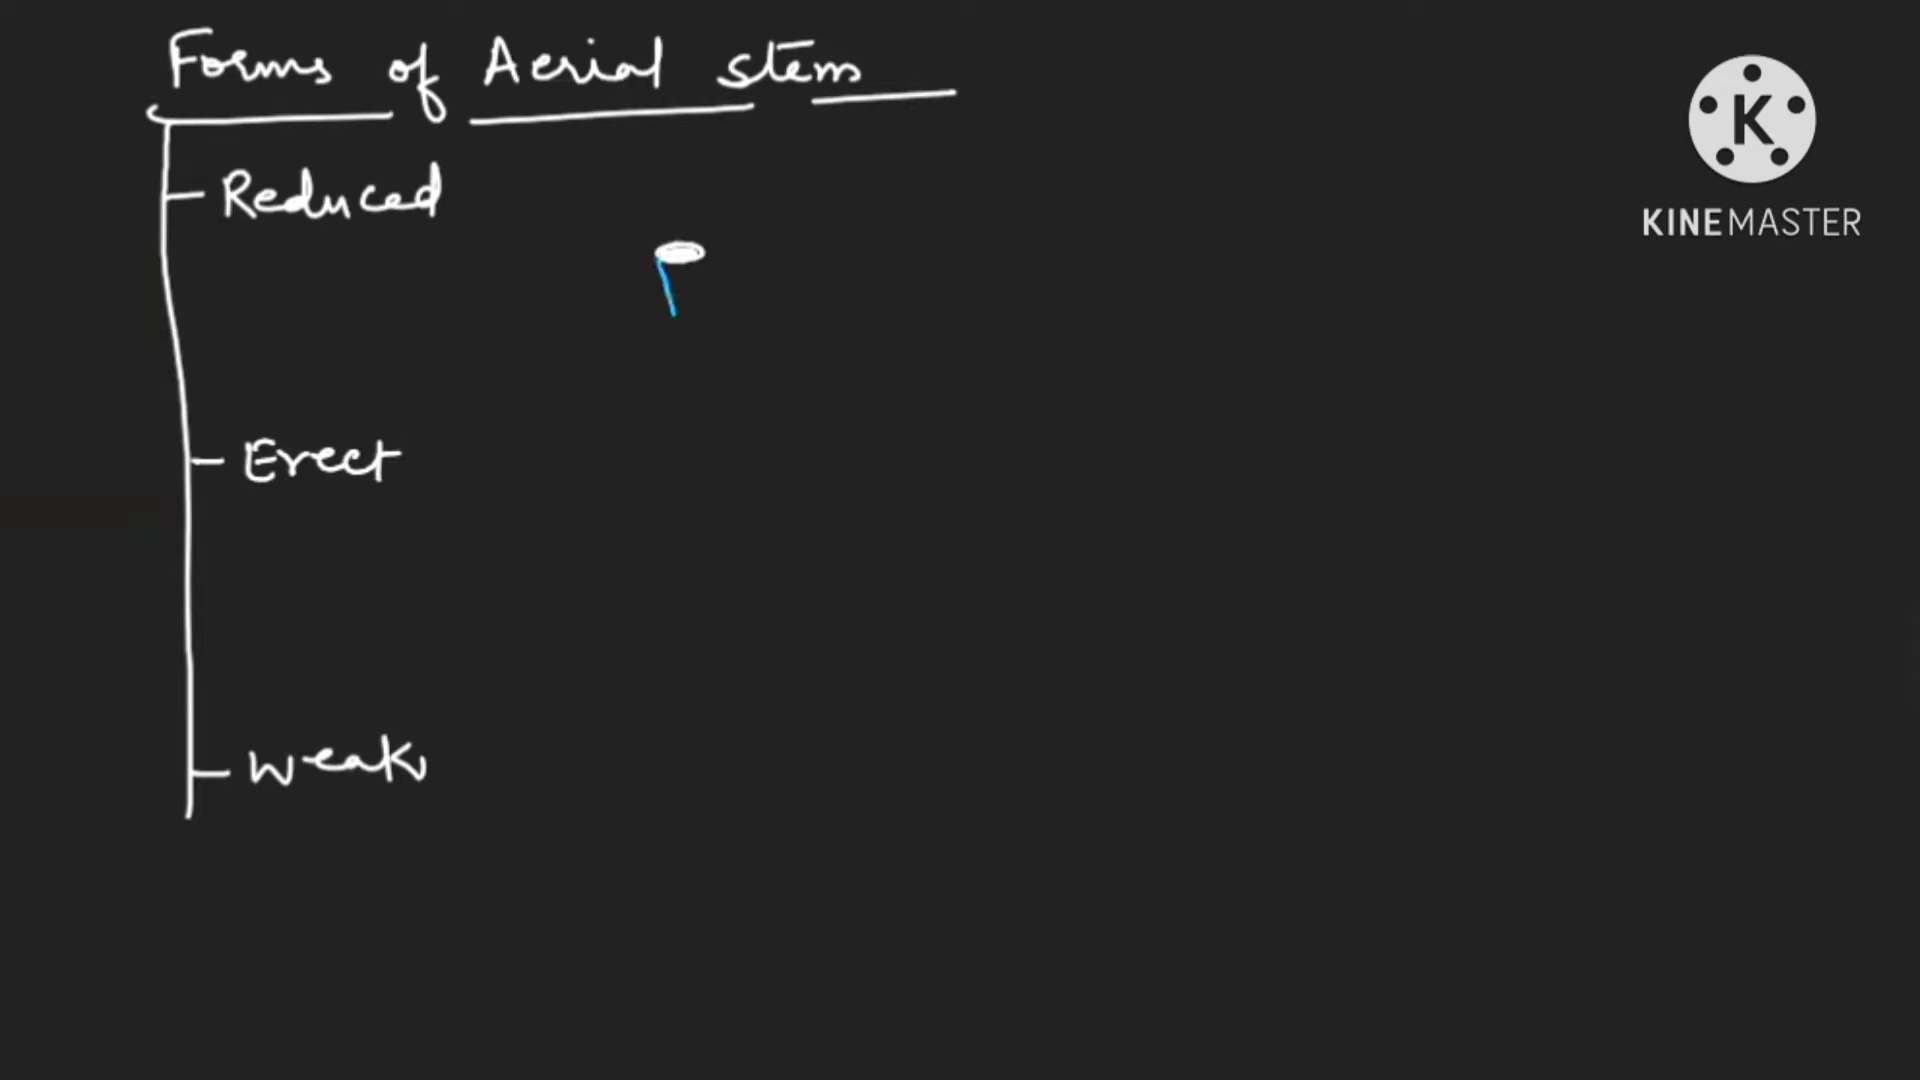 Forms of Aerial stem
Reduced
Erect
Weak
K
KINEMASTER